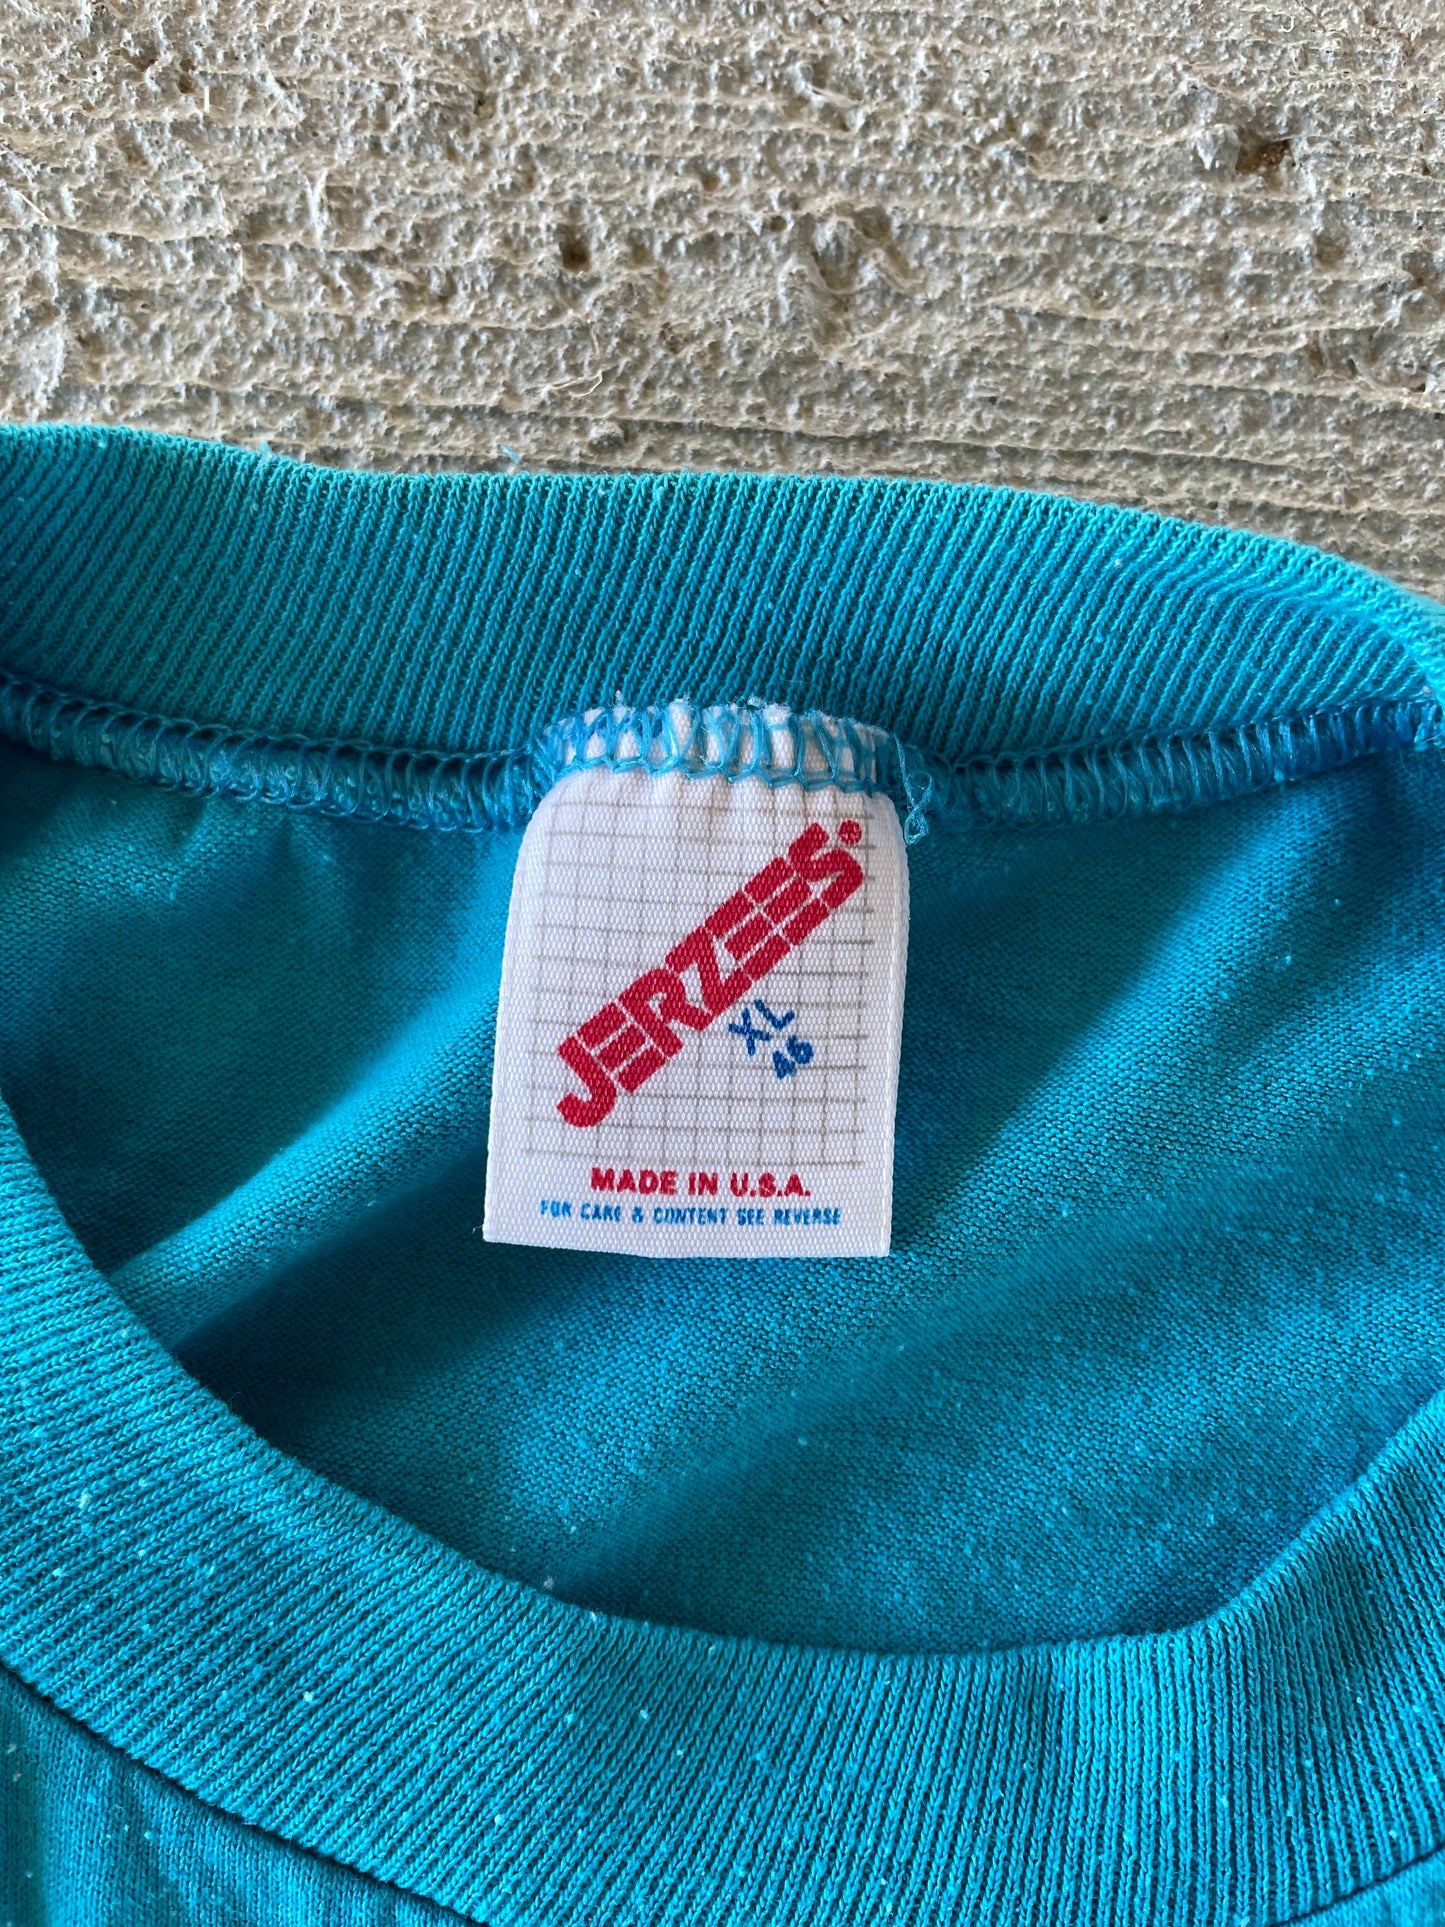 JERZEES®
XL
46
MADE IN U.S.A.
FOR CARE & CONTENT SEE REVERSE